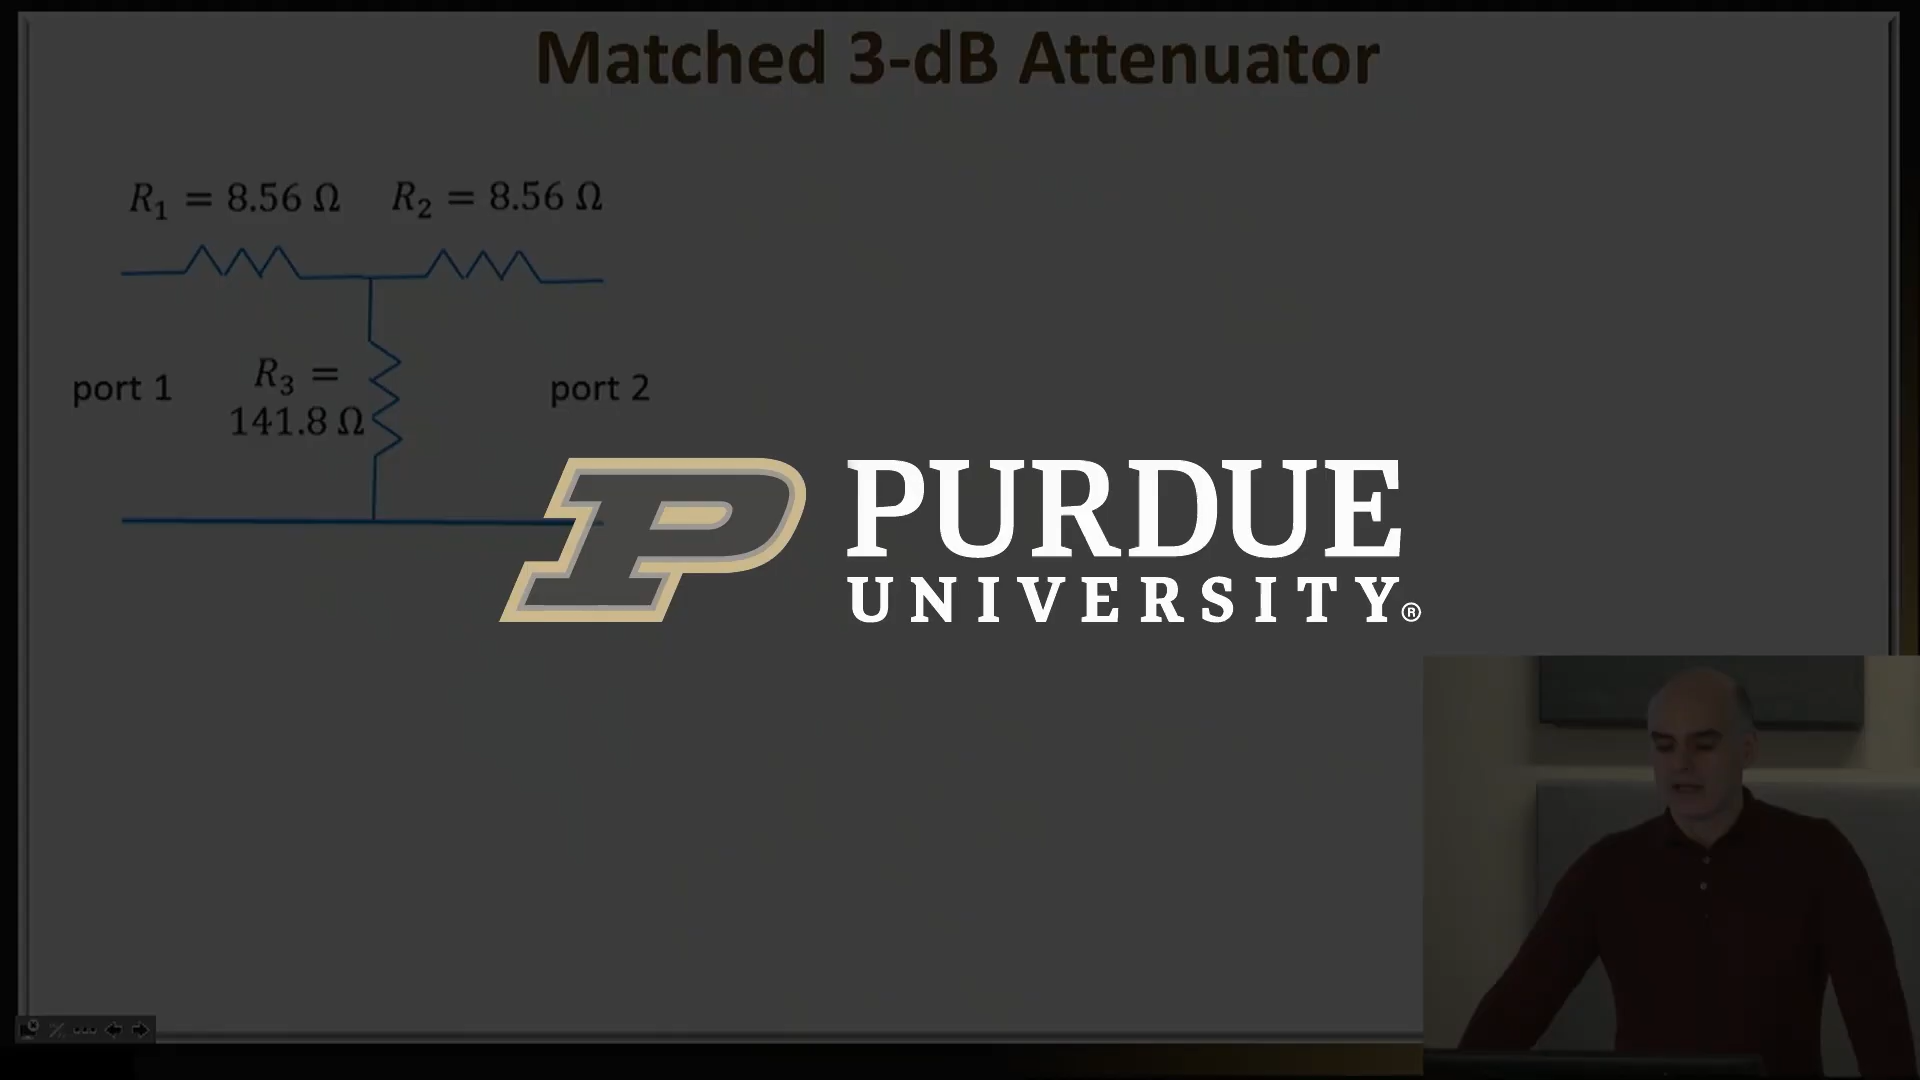 Matched 3-dB Attenuator
R₁ = 8.56 Ω R₂ = 8.56 Ω
port 1 R₃ = 141.8 Ω port 2
PURDUE
UNIVERSITY®